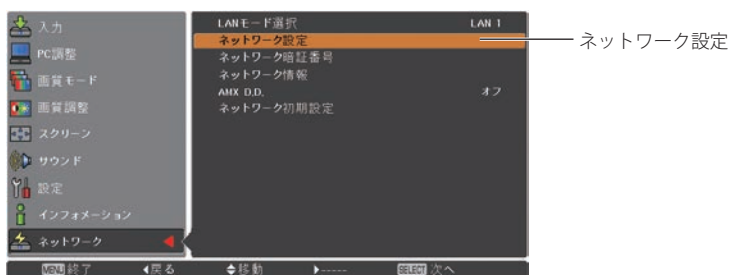 入力
PC調整
画質モード
画質調整
スクリーン
サウンド
設定
インフォメーション
ネットワーク
LANモード選択 LAN 1
ネットワーク設定
ネットワーク暗証番号
ネットワーク情報
AMX D.D. オフ
ネットワーク初期設定
ネットワーク設定
MENU 終了 ◀戻る ◆移動 ▶----- SELECT 次へ